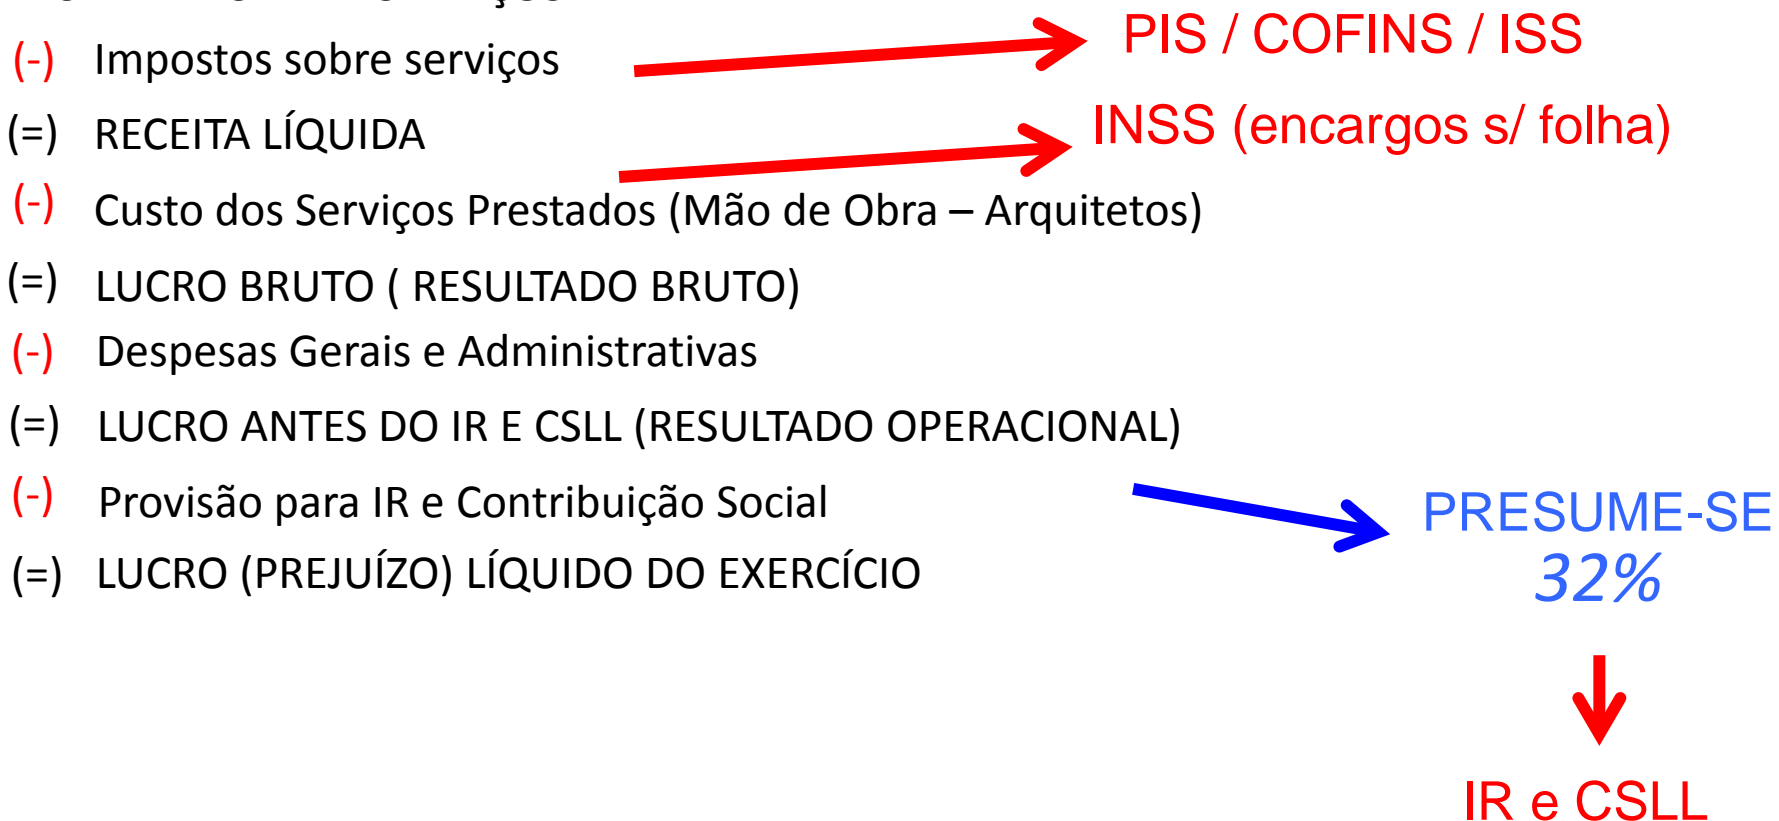 (-) Impostos sobre serviços
PIS / COFINS / ISS
(=) RECEITA LÍQUIDA
INSS (encargos s/ folha)
(-) Custo dos Serviços Prestados (Mão de Obra – Arquitetos)
(=) LUCRO BRUTO ( RESULTADO BRUTO)
(-) Despesas Gerais e Administrativas
(=) LUCRO ANTES DO IR E CSLL (RESULTADO OPERACIONAL)
(-) Provisão para IR e Contribuição Social
(=) LUCRO (PREJUÍZO) LÍQUIDO DO EXERCÍCIO
PRESUME-SE
32%
IR e CSLL